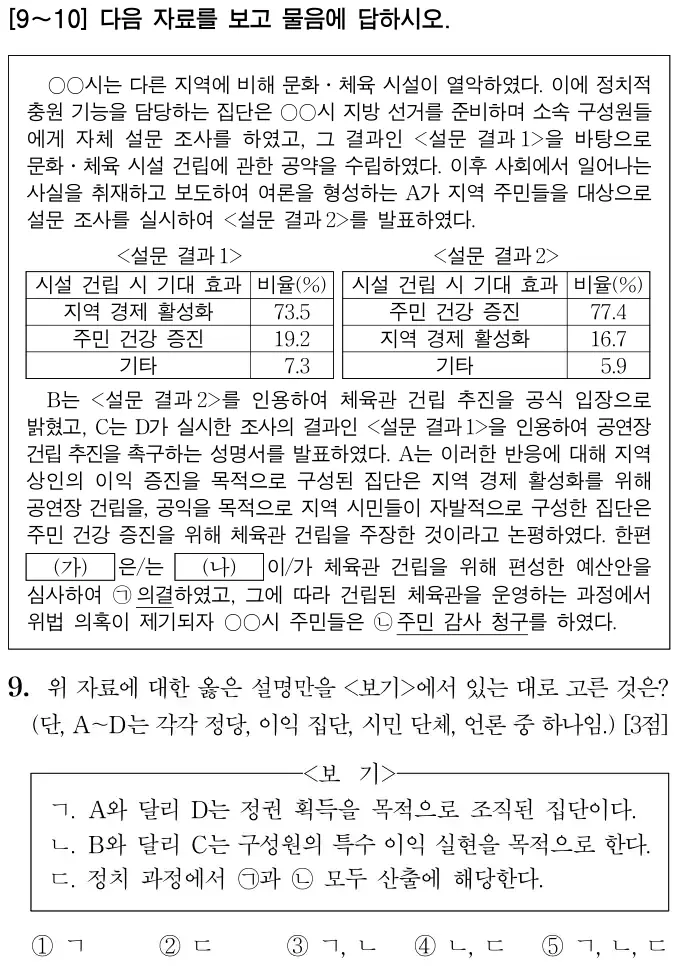 [9~10] 다음 자료를 보고 물음에 답하시오.
○○시는 다른 지역에 비해 문화·체육 시설이 열악하였다. 이에 정치적
충원 기능을 담당하는 집단은 ○○시 지방 선거를 준비하며 소속 구성원들
에게 자체 설문 조사를 하였고, 그 결과인 <설문 결과 1>을 바탕으로
문화·체육 시설 건립에 관한 공약을 수립하였다. 이후 사회에서 일어나는
사실을 취재하고 보도하여 여론을 형성하는 A가 지역 주민들을 대상으로
설문 조사를 실시하여 <설문 결과 2>를 발표하였다.
<설문 결과 1> <설문 결과 2>
시설 건립 시 기대 효과 비율(%) 시설 건립 시 기대 효과 비율(%)
지역 경제 활성화 73.5 주민 건강 증진 77.4
주민 건강 증진 19.2 지역 경제 활성화 16.7
기타 7.3 기타 5.9
B는 <설문 결과 2>를 인용하여 체육관 건립 추진을 공식 입장으로
밝혔고, C는 D가 실시한 조사의 결과인 <설문 결과 1>을 인용하여 공연장
건립 추진을 촉구하는 성명서를 발표하였다. A는 이러한 반응에 대해 지역
상인의 이익 증진을 목적으로 구성된 집단은 지역 경제 활성화를 위해
공연장 건립을, 공익을 목적으로 지역 시민들이 자발적으로 구성한 집단은
주민 건강 증진을 위해 체육관 건립을 주장한 것이라고 논평하였다. 한편
(가) 은/는 (나) 이/가 체육관 건립을 위해 편성한 예산안을
심사하여 ㉠ 의결하였고, 그에 따라 건립된 체육관을 운영하는 과정에서
위법 의혹이 제기되자 ○○시 주민들은 ㉡ 주민 감사 청구를 하였다.
9. 위 자료에 대한 옳은 설명만을 <보기>에서 있는 대로 고른 것은?
(단, A~D는 각각 정당, 이익 집단, 시민 단체, 언론 중 하나임.) [3점]
<보 기>
ㄱ. A와 달리 D는 정권 획득을 목적으로 조직된 집단이다.
ㄴ. B와 달리 C는 구성원의 특수 이익 실현을 목적으로 한다.
ㄷ. 정치 과정에서 ㉠과 ㉡ 모두 산출에 해당한다.
① ㄱ ② ㄷ ③ ㄱ, ㄴ ④ ㄴ, ㄷ ⑤ ㄱ, ㄴ, ㄷ